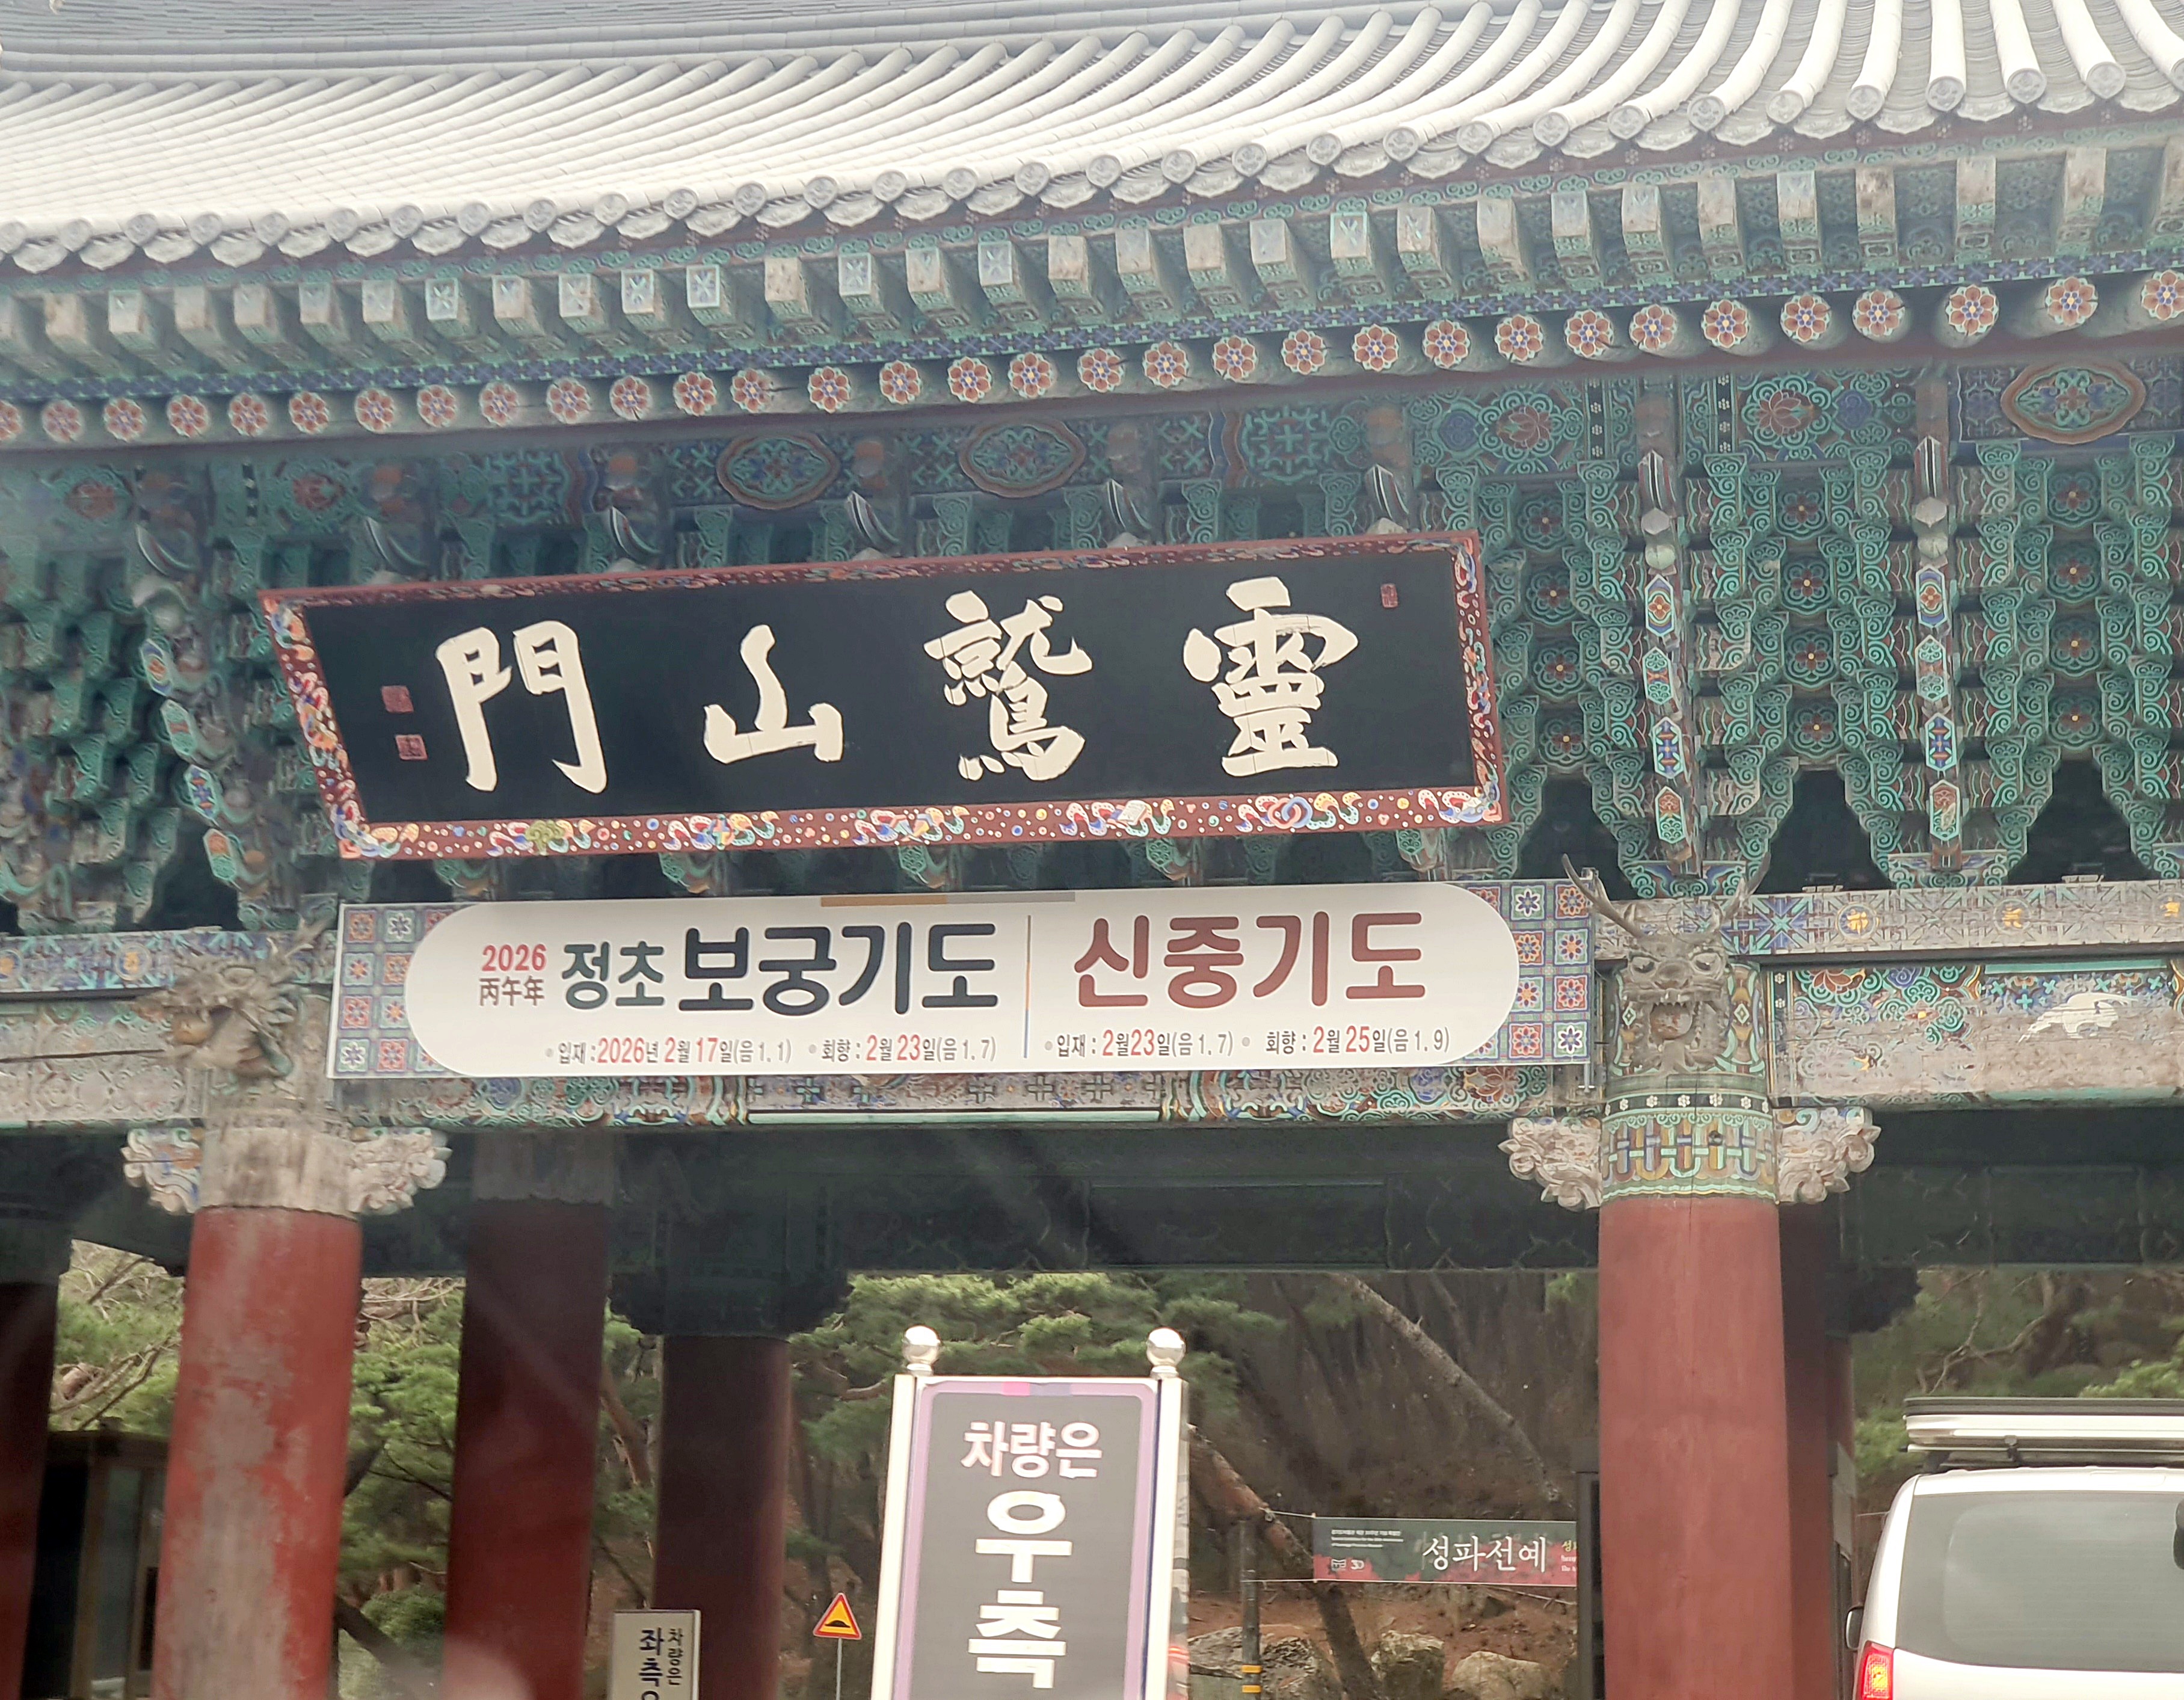 門山鷲靈
2026
丙午年
정초 보궁기도
신중기도
• 입재 : 2026년 2월 17일(음 1. 1) • 회향 : 2월 23일(음 1. 7)
• 입재 : 2월 23일(음 1. 7) • 회향 : 2월 25일(음 1. 9)
차량은
우측
성파선예
차량은
좌측